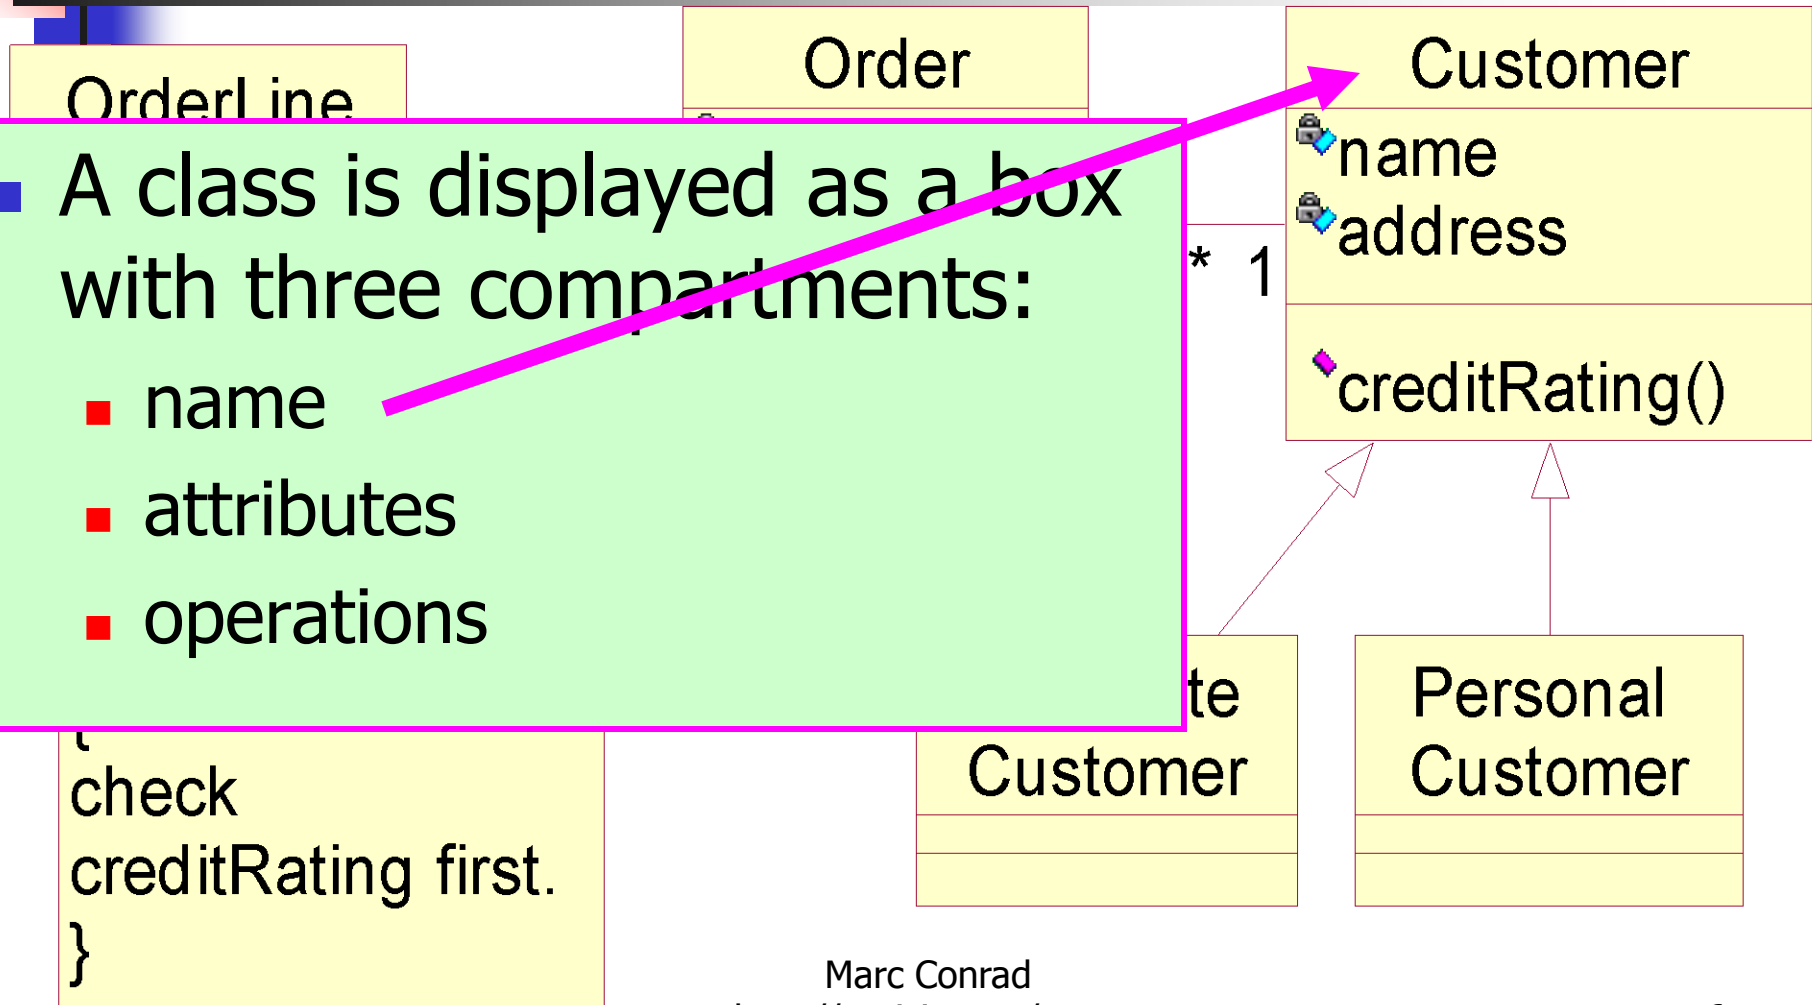 OrderLine
Order
Customer
A class is displayed as a box
with three compartments:
name
attributes
operations
name
address
* 1
creditRating()
te
Customer
Personal
Customer
{
check
creditRating first.
}
Marc Conrad